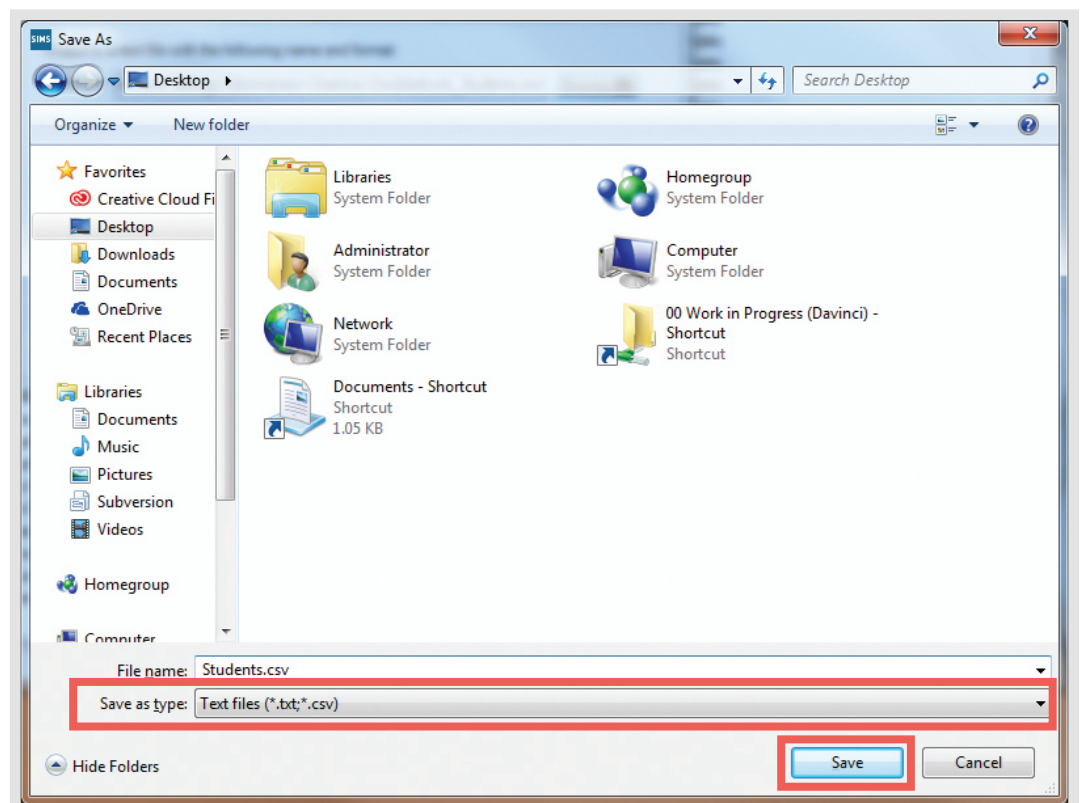 SIMS Save As
Desktop
Search Desktop
Organize New folder
Favorites
Creative Cloud Fi
Desktop
Downloads
Documents
OneDrive
Recent Places
Libraries
Documents
Music
Pictures
Subversion
Videos
Homegroup
Computer
Libraries
System Folder
Homegroup
System Folder
Administrator
System Folder
Computer
System Folder
Network
System Folder
00 Work in Progress (Davinci) -
Shortcut
Shortcut
Documents - Shortcut
Shortcut
1.05 KB
File name: Students.csv
Save as type: Text files (*.txt;*.csv)
Hide Folders
Save Cancel